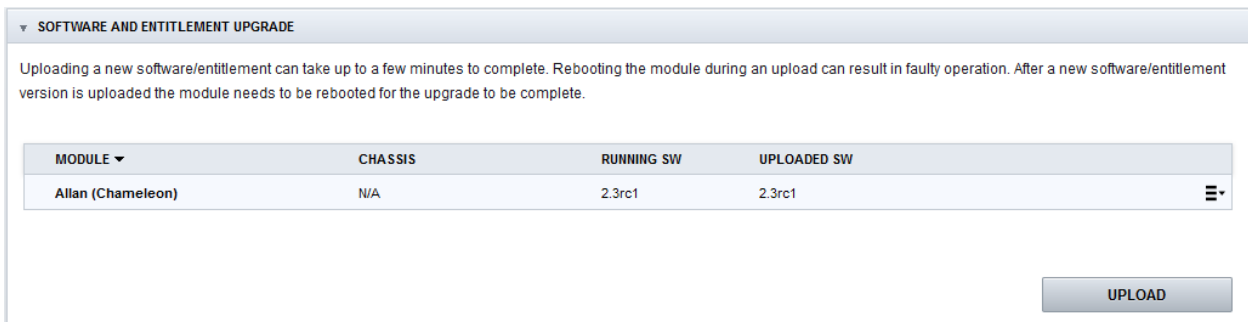 SOFTWARE AND ENTITLEMENT UPGRADE
Uploading a new software/entitlement can take up to a few minutes to complete. Rebooting the module during an upload can result in faulty operation. After a new software/entitlement
version is uploaded the module needs to be rebooted for the upgrade to be complete.
MODULE CHASSIS RUNNING SW UPLOADED SW
Allan (Chameleon) N/A 2.3rc1 2.3rc1
UPLOAD